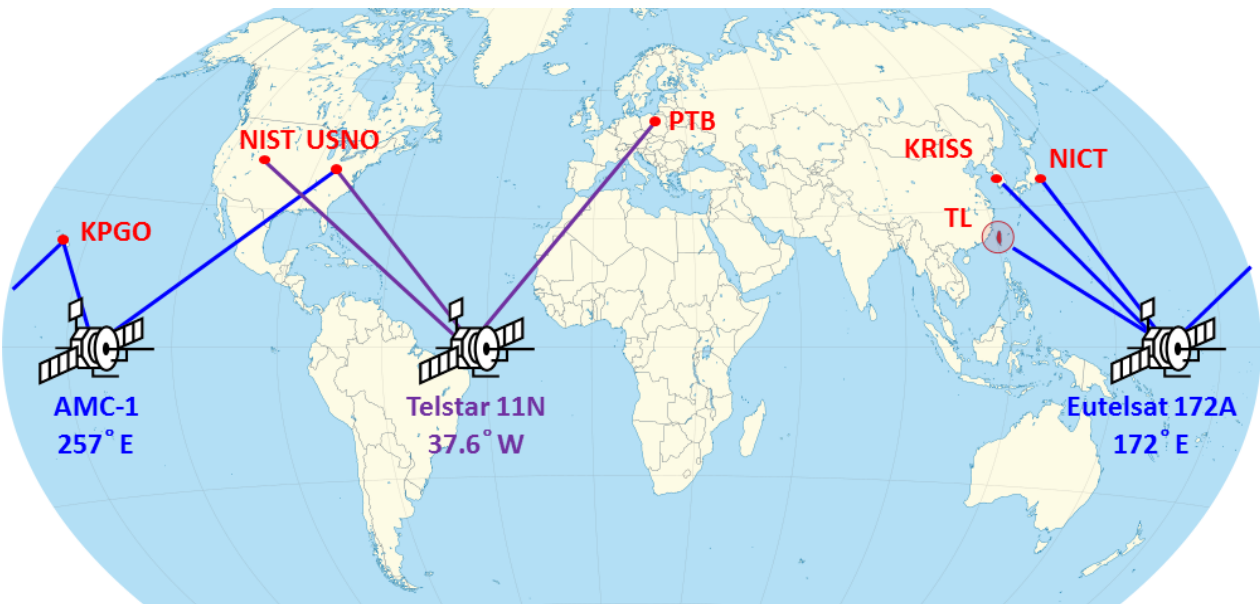 PTB
NIST USNO
KRISS
NICT
TL
KPGO
AMC-1
257° E
Telstar 11N
37.6° W
Eutelsat 172A
172° E